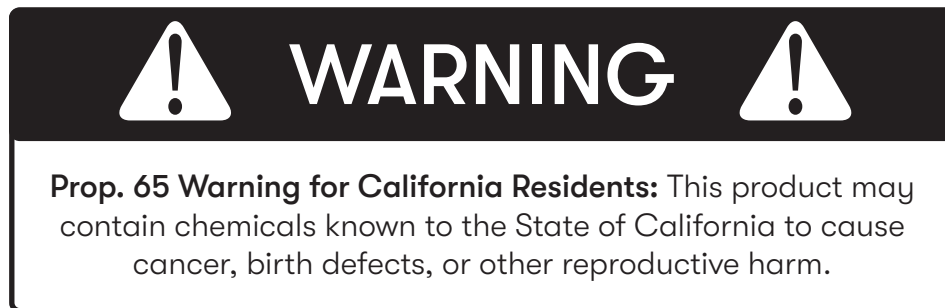 WARNING
Prop. 65 Warning for California Residents: This product may
contain chemicals known to the State of California to cause
cancer, birth defects, or other reproductive harm.